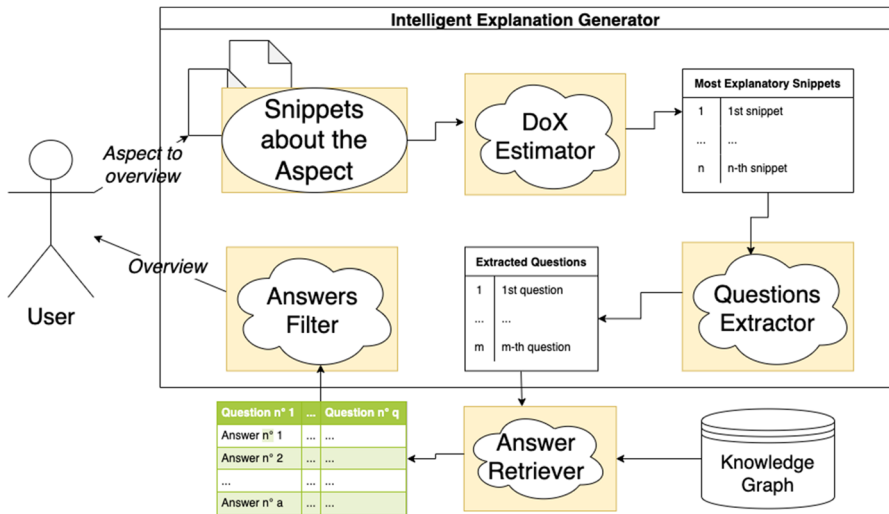 Intelligent Explanation Generator
Aspect to
overview
Snippets
about the
Aspect
DoX
Estimator
Most Explanatory Snippets
1 1st snippet
... ...
n n-th snippet
User
Overview
Answers
Filter
Extracted Questions
1 1st question
... ...
m m-th question
Questions
Extractor
Question n° 1 ... Question n° q
Answer n° 1 ... ...
Answer n° 2 ... ...
... ... ...
Answer n° a ... ...
Answer
Retriever
Knowledge
Graph